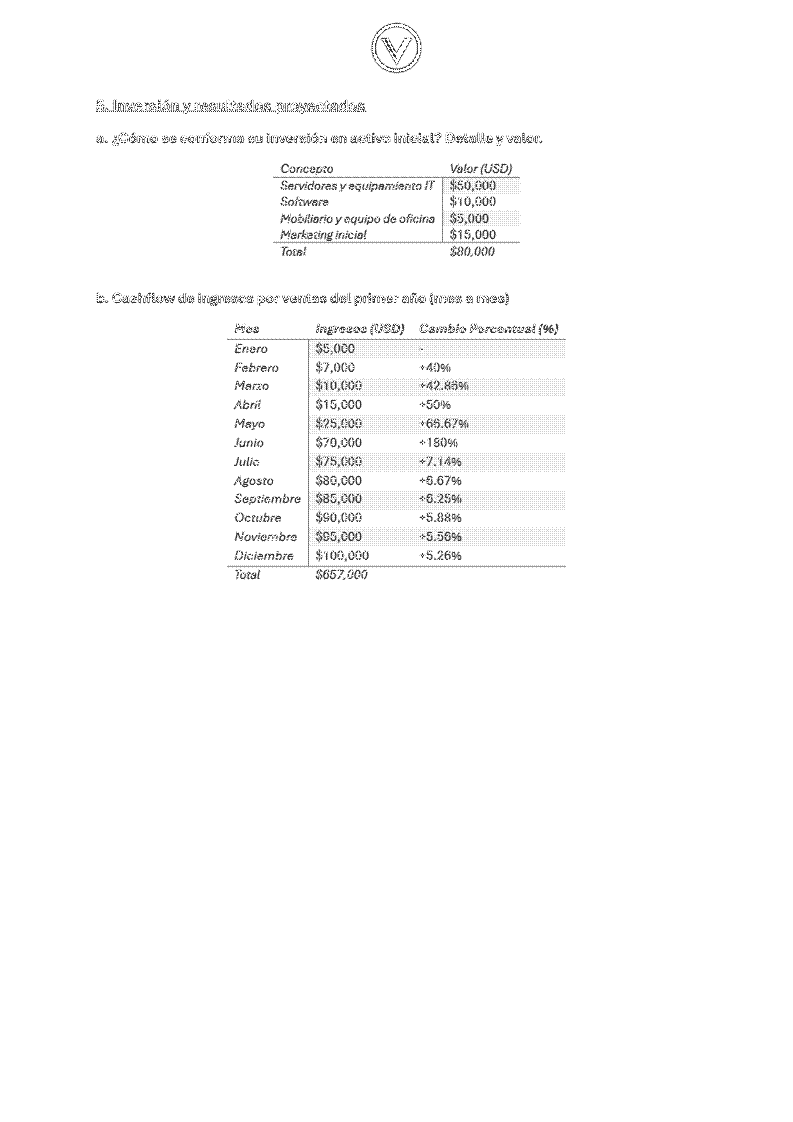 5. Inversión y resultados proyectados
a. ¿Cómo se conforma su inversión en activo inicial? Detalle y valor.
Concepto Valor (USD)
Servidores y equipamiento IT $50,000
Software $10,000
Mobiliario y equipo de oficina $5,000
Marketing inicial $15,000
Total $80,000
b. Cashflow de ingresos por ventas del primer año (mes a mes)
Mes Ingresos (USD) Cambio Porcentual (%)
Enero $5,000 -
Febrero $7,000 +40%
Marzo $10,000 +42.86%
Abril $15,000 +50%
Mayo $25,000 +66.67%
Junio $70,000 +180%
Julio $75,000 +7.14%
Agosto $80,000 +6.67%
Septiembre $85,000 +6.25%
Octubre $90,000 +5.88%
Noviembre $95,000 +5.56%
Diciembre $100,000 +5.26%
Total $657,000